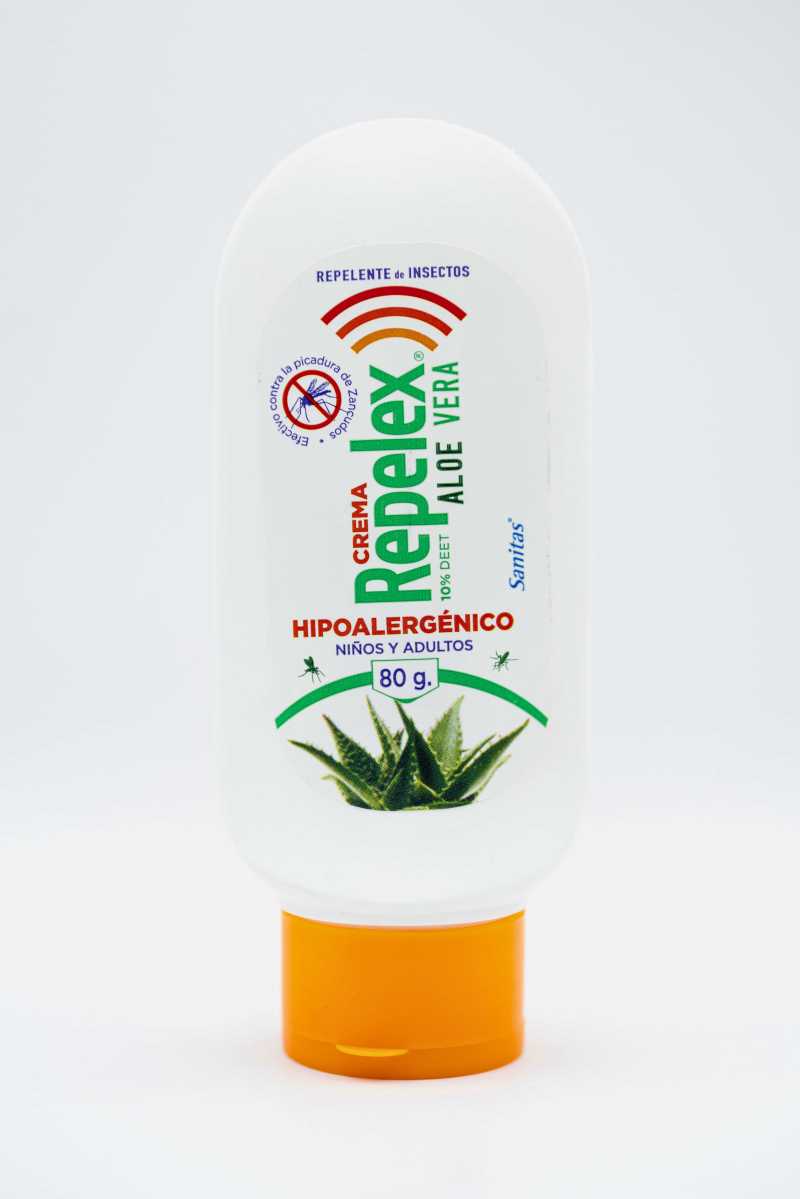 REPELENTE de INSECTOS
Efectivo contra la picadura de Zancudos •
CREMA
Repelex®
10% DEET
ALOE VERA
Sanitas®
HIPOALERGÉNICO
NIÑOS Y ADULTOS
80 g.